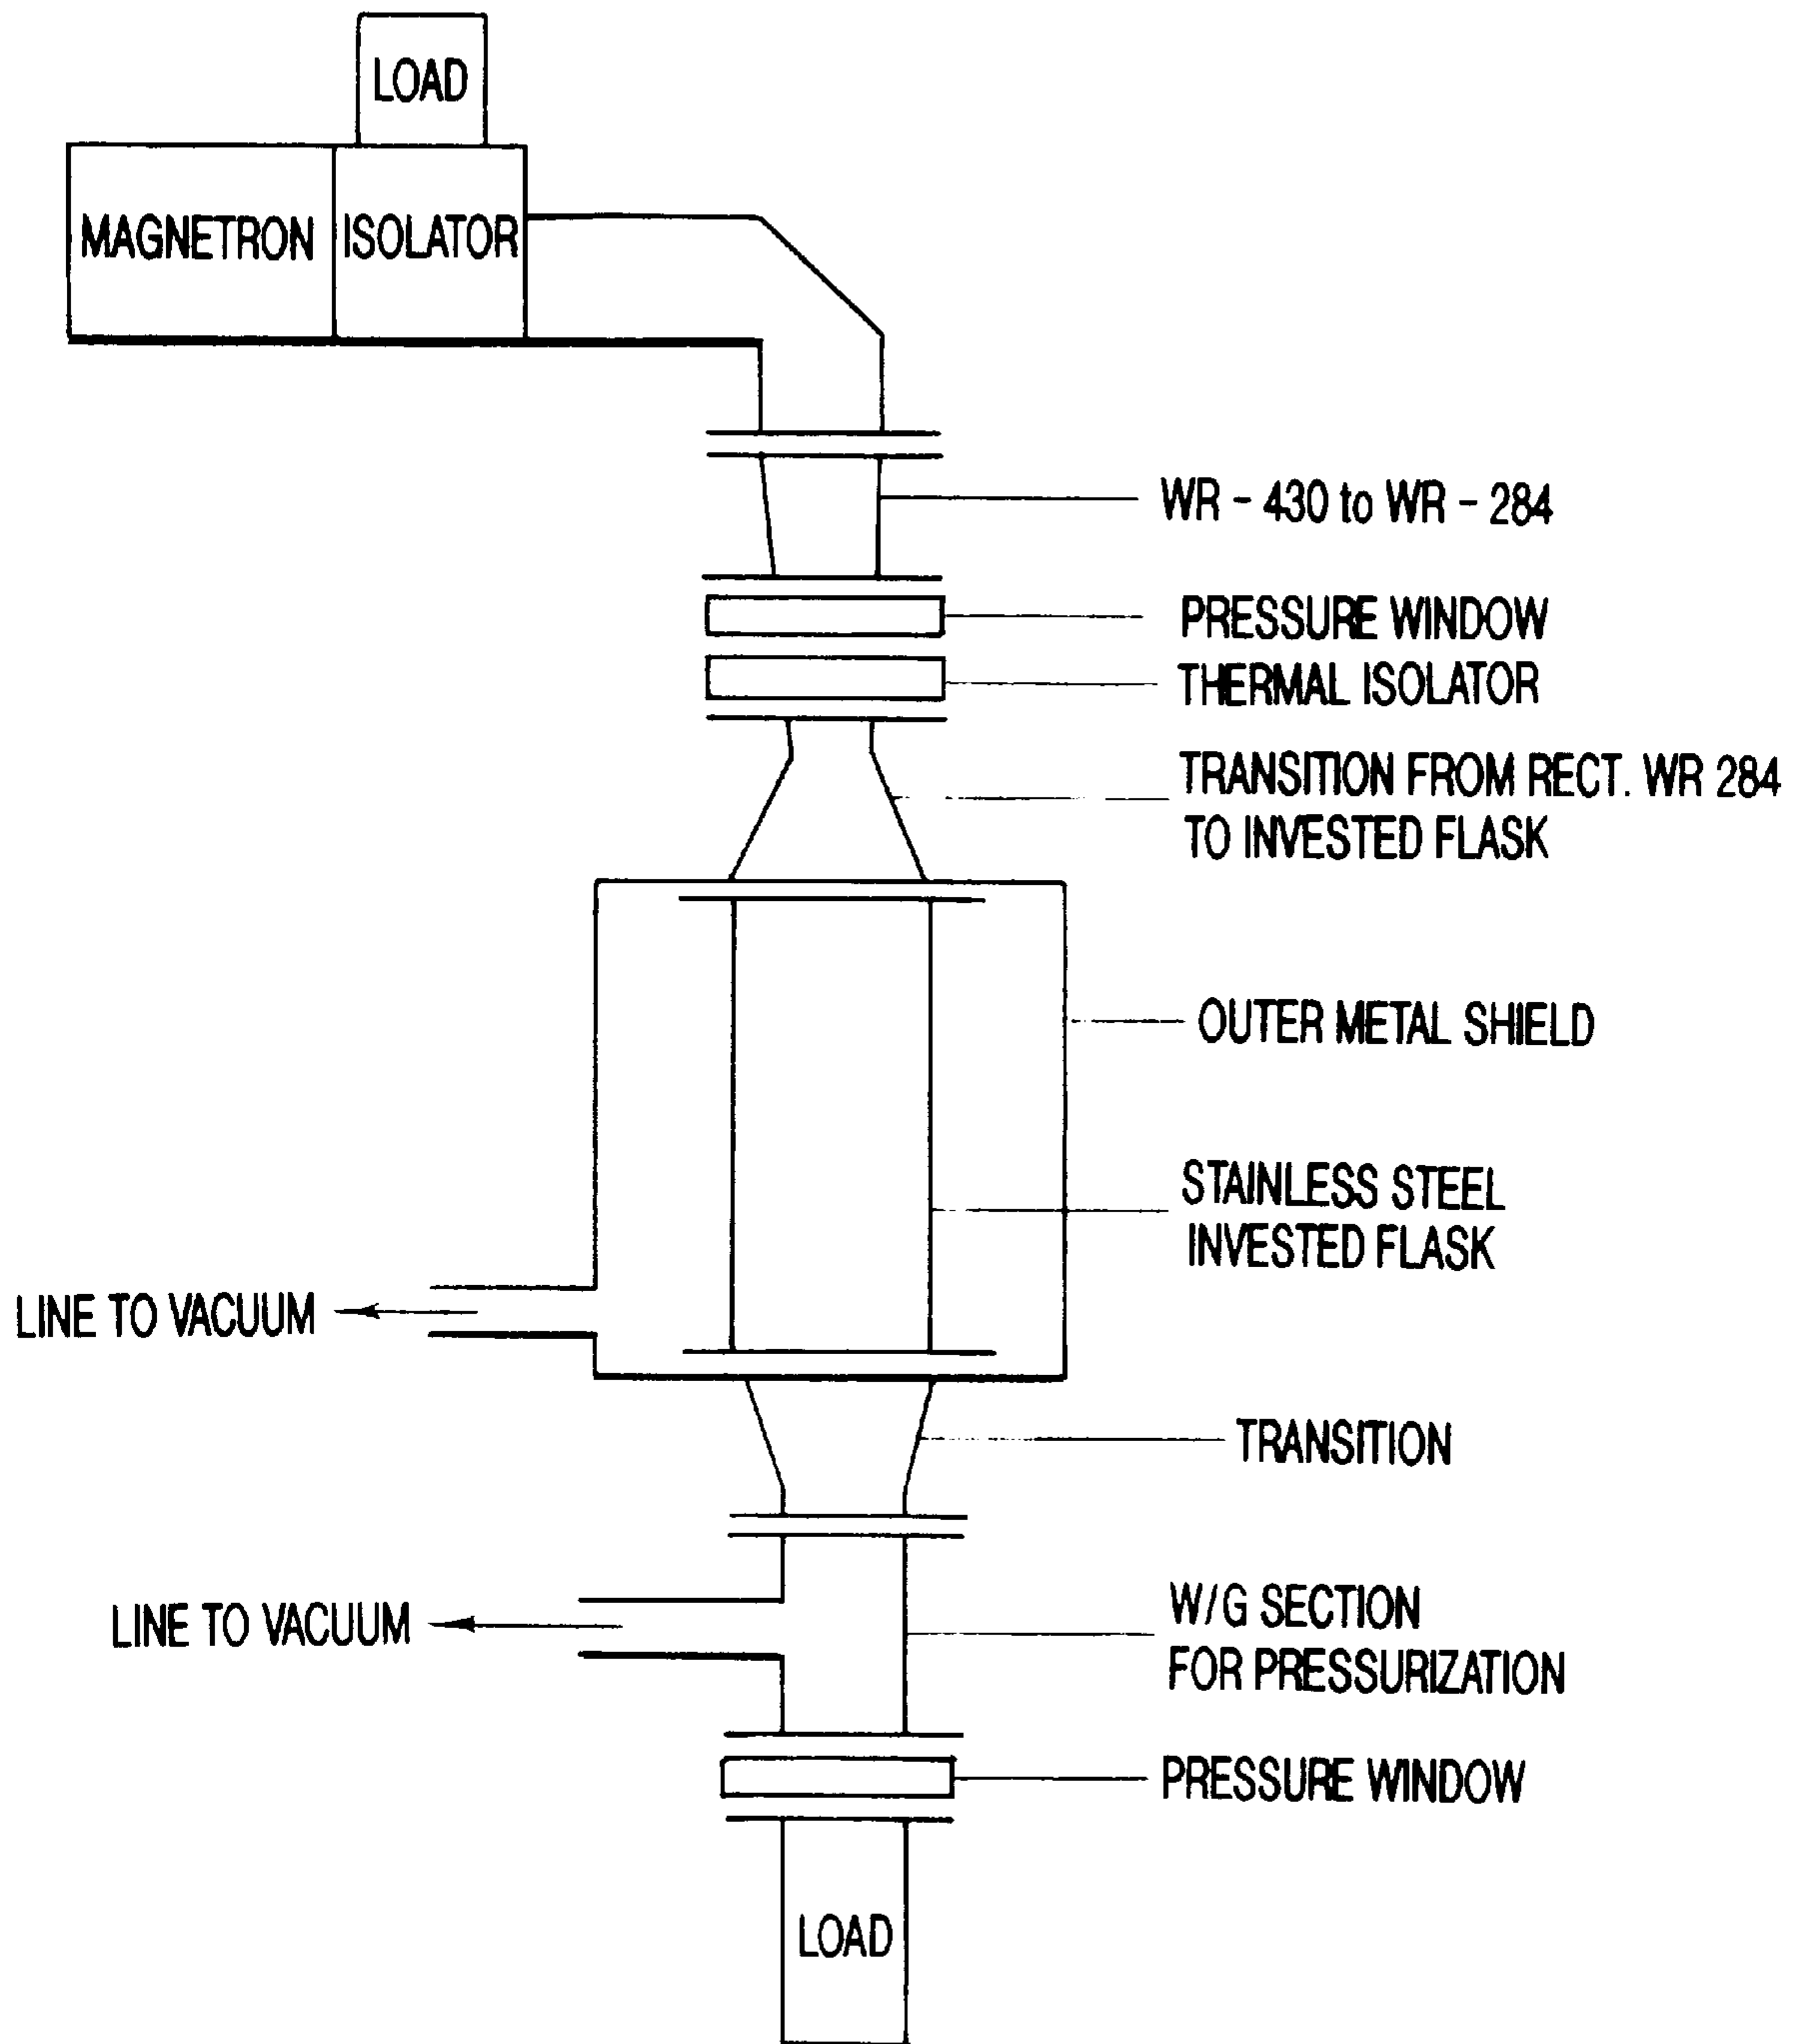 LOAD
MAGNETRON
ISOLATOR
WR - 430 to WR - 284
PRESSURE WINDOW
THERMAL ISOLATOR
TRANSITION FROM RECT. WR 284
TO INVESTED FLASK
OUTER METAL SHIELD
STAINLESS STEEL
INVESTED FLASK
LINE TO VACUUM
TRANSITION
LINE TO VACUUM
W/G SECTION
FOR PRESSURIZATION
PRESSURE WINDOW
LOAD